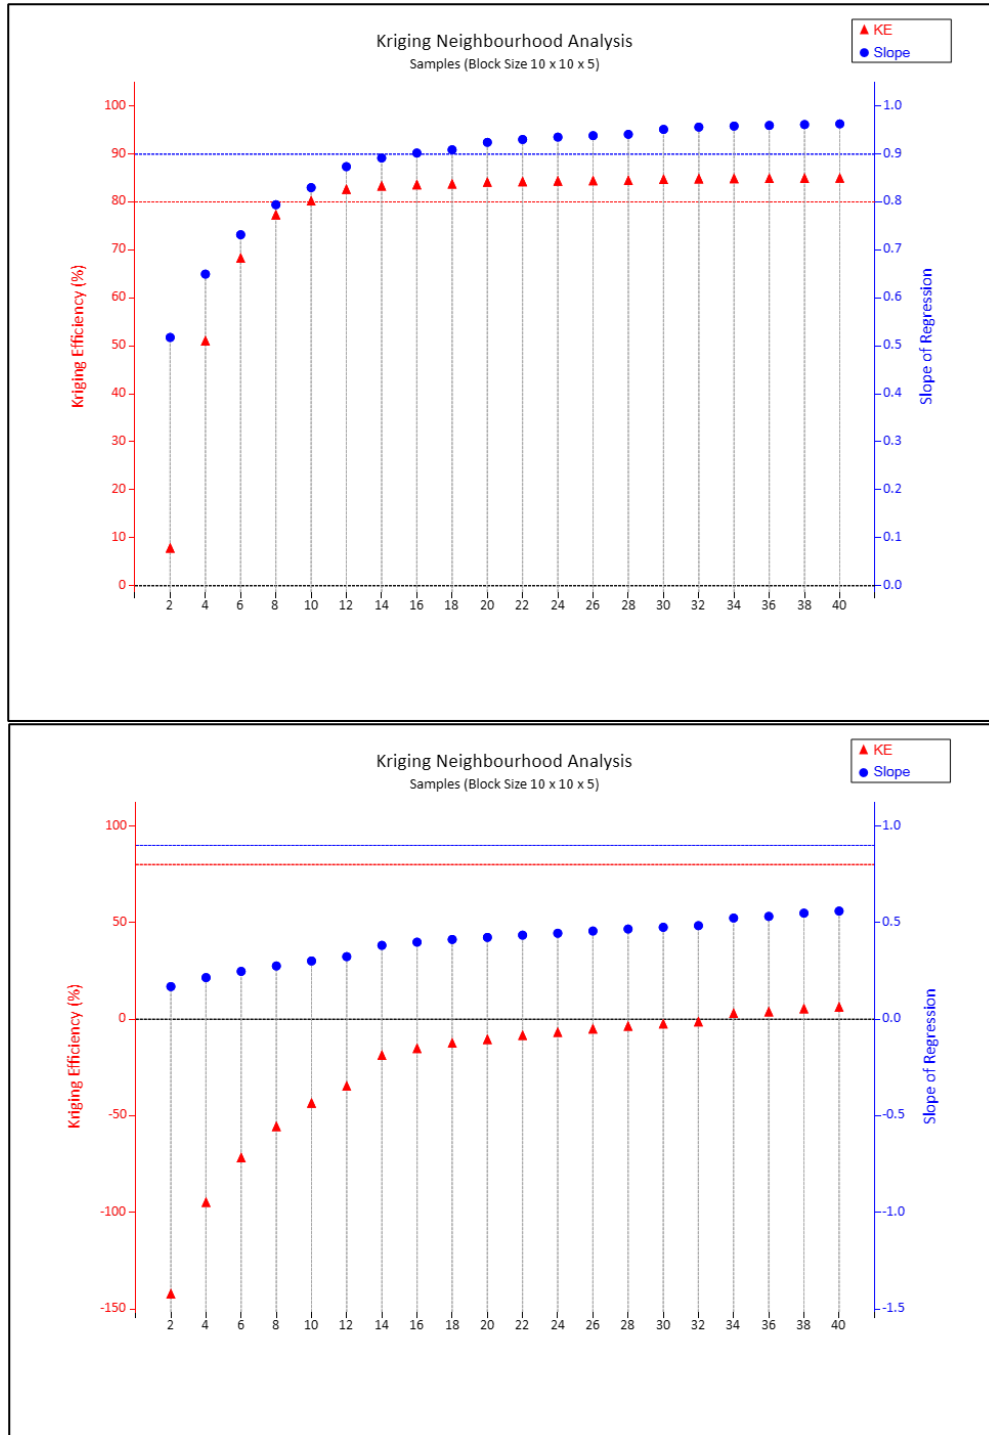 Kriging Neighbourhood Analysis
Samples (Block Size 10 x 10 x 5)
KE
Slope
Kriging Efficiency (%)
100
90
80
70
60
50
40
30
20
10
0
Slope of Regression
1.0
0.9
0.8
0.7
0.6
0.5
0.4
0.3
0.2
0.1
0.0
2 4 6 8 10 12 14 16 18 20 22 24 26 28 30 32 34 36 38 40
Kriging Neighbourhood Analysis
Samples (Block Size 10 x 10 x 5)
KE
Slope
Kriging Efficiency (%)
100
50
0
-50
-100
-150
Slope of Regression
1.0
0.5
0.0
-0.5
-1.0
-1.5
2 4 6 8 10 12 14 16 18 20 22 24 26 28 30 32 34 36 38 40